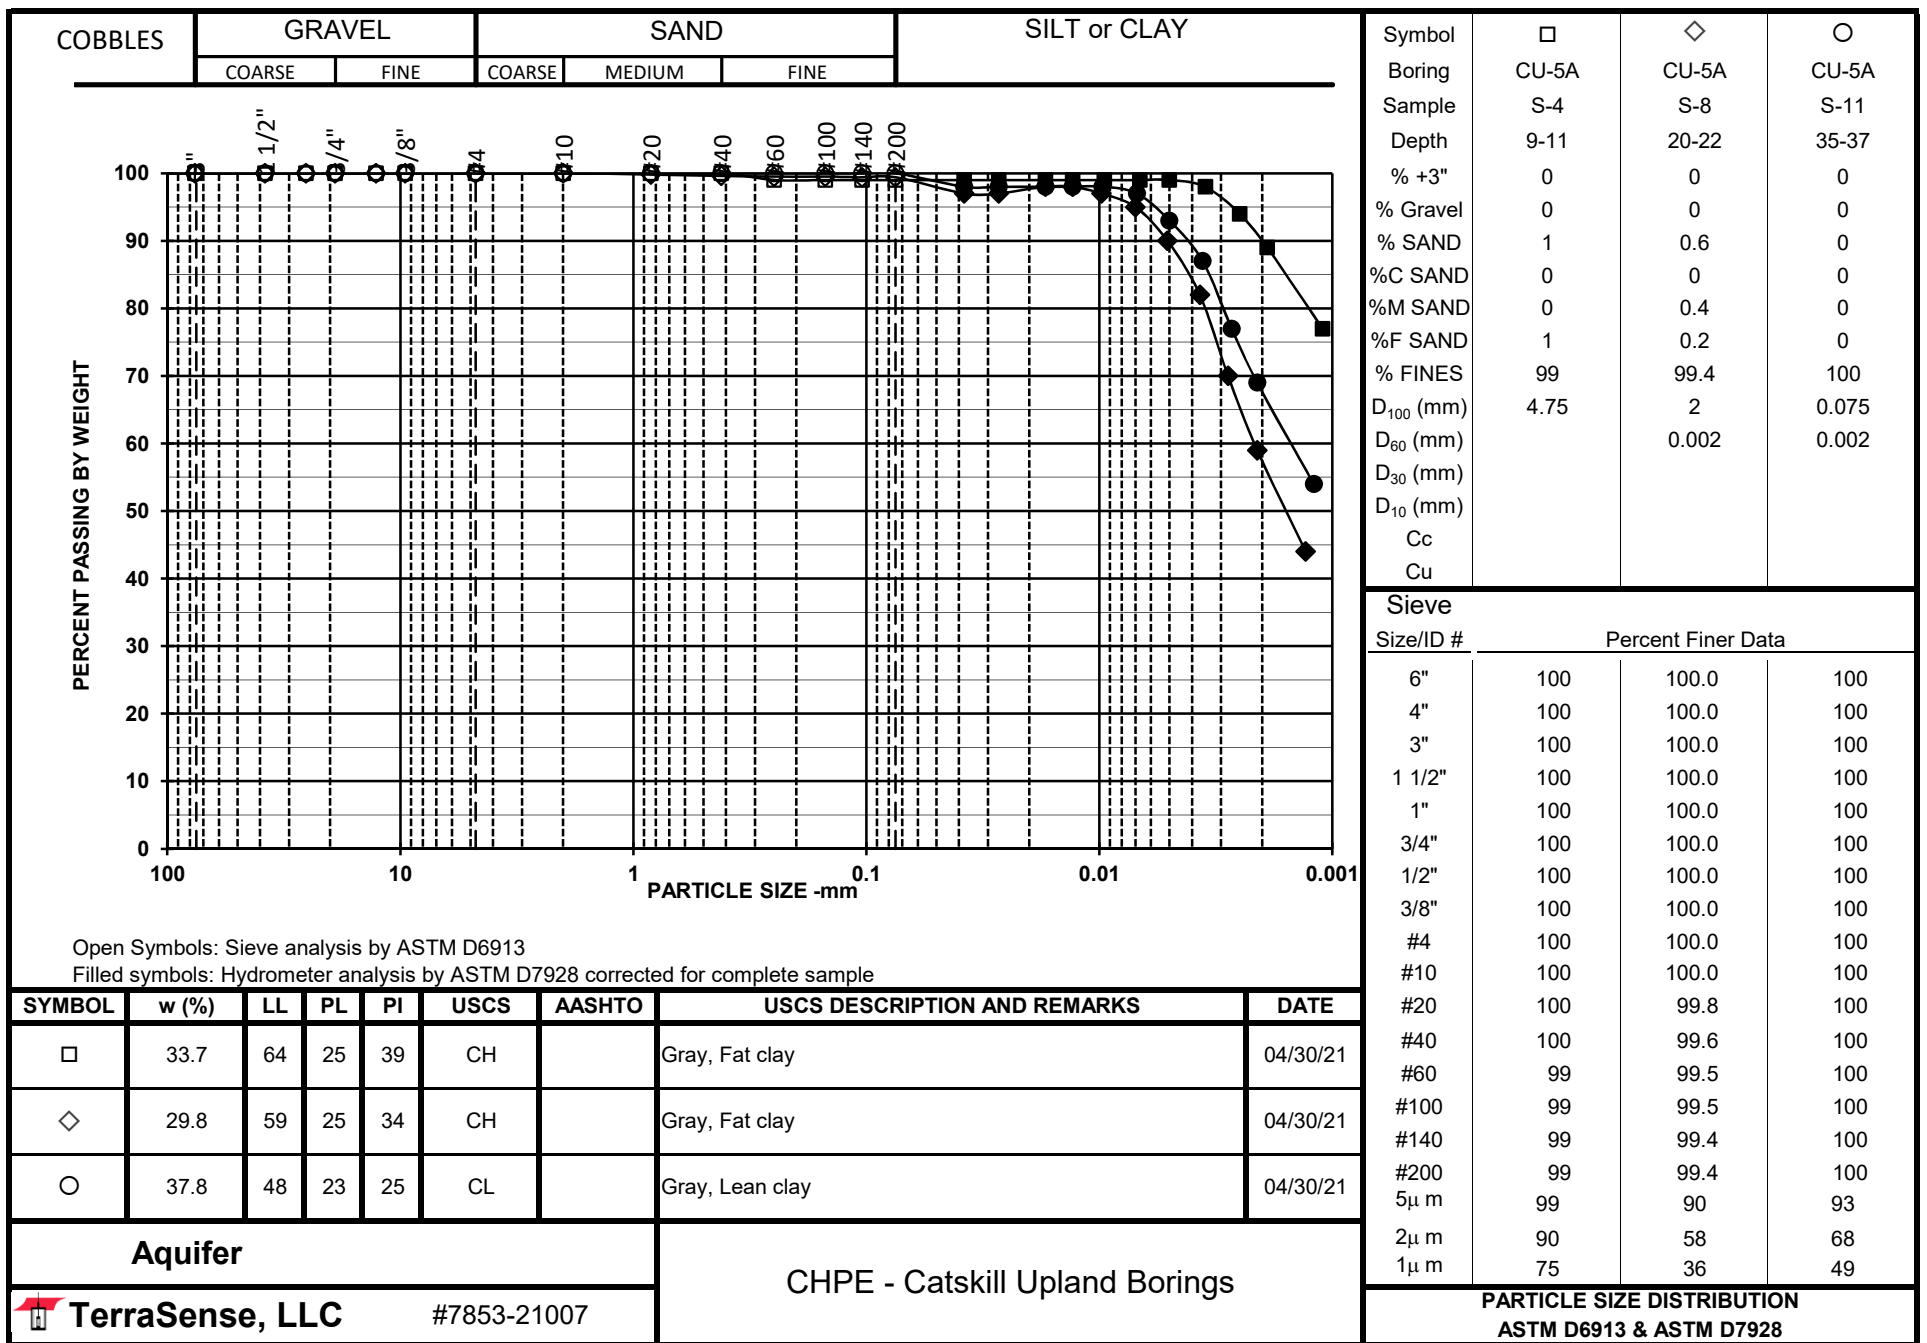 COBBLES GRAVEL SAND SILT or CLAY
COARSE FINE COARSE MEDIUM FINE
1/2" 3/4" 3/8" #4 #10 #20 #40 #60 #100 #140 #200
100
90
80
70
60
50
40
30
20
10
0
PERCENT PASSING BY WEIGHT
100 10 1 0.1 0.01 0.001
PARTICLE SIZE -mm
Open Symbols: Sieve analysis by ASTM D6913
Filled symbols: Hydrometer analysis by ASTM D7928 corrected for complete sample
SYMBOL w (%) LL PL PI USCS AASHTO USCS DESCRIPTION AND REMARKS DATE
□ 33.7 64 25 39 CH Gray, Fat clay 04/30/21
◇ 29.8 59 25 34 CH Gray, Fat clay 04/30/21
○ 37.8 48 23 25 CL Gray, Lean clay 04/30/21
Aquifer
TerraSense, LLC #7853-21007
CHPE - Catskill Upland Borings
Symbol □ ◇ ○
Boring CU-5A CU-5A CU-5A
Sample S-4 S-8 S-11
Depth 9-11 20-22 35-37
% +3" 0 0 0
% Gravel 0 0 0
% SAND 1 0.6 0
%C SAND 0 0 0
%M SAND 0 0.4 0
%F SAND 1 0.2 0
% FINES 99 99.4 100
D100 (mm) 4.75 2 0.075
D60 (mm) 0.002 0.002
D30 (mm)
D10 (mm)
Cc
Cu
Sieve
Size/ID # Percent Finer Data
6" 100 100.0 100
4" 100 100.0 100
3" 100 100.0 100
1 1/2" 100 100.0 100
1" 100 100.0 100
3/4" 100 100.0 100
1/2" 100 100.0 100
3/8" 100 100.0 100
#4 100 100.0 100
#10 100 100.0 100
#20 100 99.8 100
#40 100 99.6 100
#60 99 99.5 100
#100 99 99.5 100
#140 99 99.4 100
#200 99 99.4 100
5μ m 99 90 93
2μ m 90 58 68
1μ m 75 36 49
PARTICLE SIZE DISTRIBUTION
ASTM D6913 & ASTM D7928